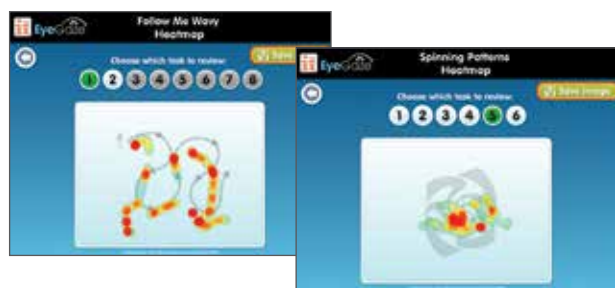 EyeGaze
Follow Me Wavy
Heatmap
Save
Choose which task to review:
1 2 3 4 5 6 7 8
EyeGaze
Spinning Patterns
Heatmap
Save Image
Choose which task to review:
1 2 3 4 5 6